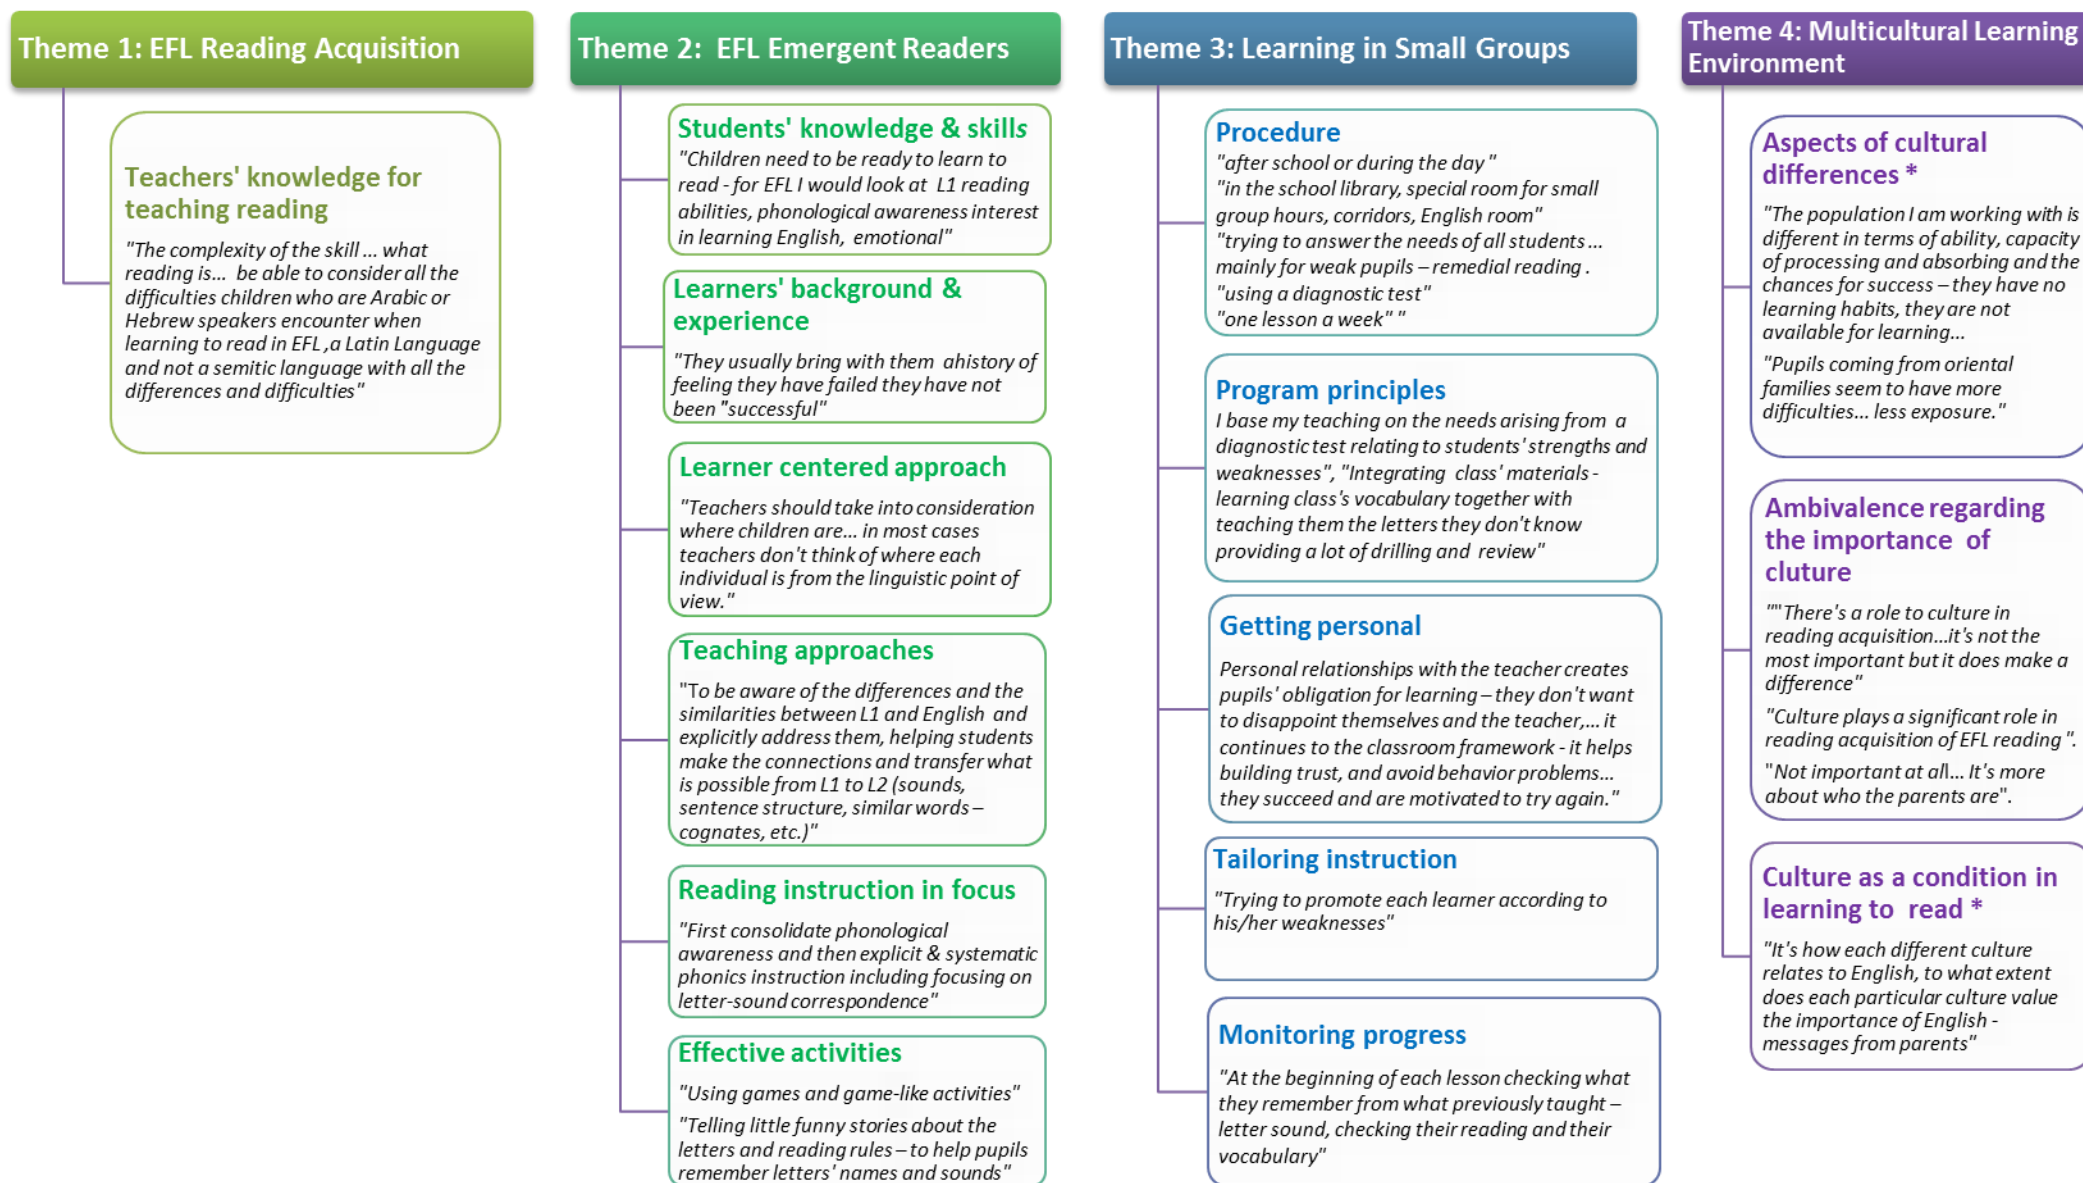 Theme 1: EFL Reading Acquisition
Teachers' knowledge for
teaching reading
"The complexity of the skill ... what
reading is... be able to consider all the
difficulties children who are Arabic or
Hebrew speakers encounter when
learning to read in EFL ,a Latin Language
and not a semitic language with all the
differences and difficulties"
Theme 2: EFL Emergent Readers
Students' knowledge & skills
"Children need to be ready to learn to
read - for EFL I would look at L1 reading
abilities, phonological awareness interest
in learning English, emotional"
Learners' background &
experience
"They usually bring with them ahistory of
feeling they have failed they have not
been "successful"
Learner centered approach
"Teachers should take into consideration
where children are... in most cases
teachers don't think of where each
individual is from the linguistic point of
view."
Teaching approaches
"To be aware of the differences and the
similarities between L1 and English and
explicitly address them, helping students
make the connections and transfer what
is possible from L1 to L2 (sounds,
sentence structure, similar words –
cognates, etc.)"
Reading instruction in focus
"First consolidate phonological
awareness and then explicit & systematic
phonics instruction including focusing on
letter-sound correspondence"
Effective activities
"Using games and game-like activities"
"Telling little funny stories about the
letters and reading rules – to help pupils
remember letters' names and sounds"
Theme 3: Learning in Small Groups
Procedure
"after school or during the day "
"in the school library, special room for small
group hours, corridors, English room"
"trying to answer the needs of all students ...
mainly for weak pupils – remedial reading .
"using a diagnostic test"
"one lesson a week" "
Program principles
I base my teaching on the needs arising from a
diagnostic test relating to students' strengths and
weaknesses", "Integrating class' materials -
learning class's vocabulary together with
teaching them the letters they don't know
providing a lot of drilling and review"
Getting personal
Personal relationships with the teacher creates
pupils' obligation for learning – they don't want
to disappoint themselves and the teacher,... it
continues to the classroom framework - it helps
building trust, and avoid behavior problems...
they succeed and are motivated to try again."
Tailoring instruction
"Trying to promote each learner according to
his/her weaknesses"
Monitoring progress
"At the beginning of each lesson checking what
they remember from what previously taught –
letter sound, checking their reading and their
vocabulary"
Theme 4: Multicultural Learning
Environment
Aspects of cultural
differences *
"The population I am working with is
different in terms of ability, capacity
of processing and absorbing and the
chances for success – they have no
learning habits, they are not
available for learning...
"Pupils coming from oriental
families seem to have more
difficulties... less exposure."
Ambivalence regarding
the importance of
cluture
""There's a role to culture in
reading acquisition...it's not the
most important but it does make a
difference"
"Culture plays a significant role in
reading acquisition of EFL reading ".
"Not important at all... It's more
about who the parents are".
Culture as a condition in
learning to read *
"It's how each different culture
relates to English, to what extent
does each particular culture value
the importance of English -
messages from parents"